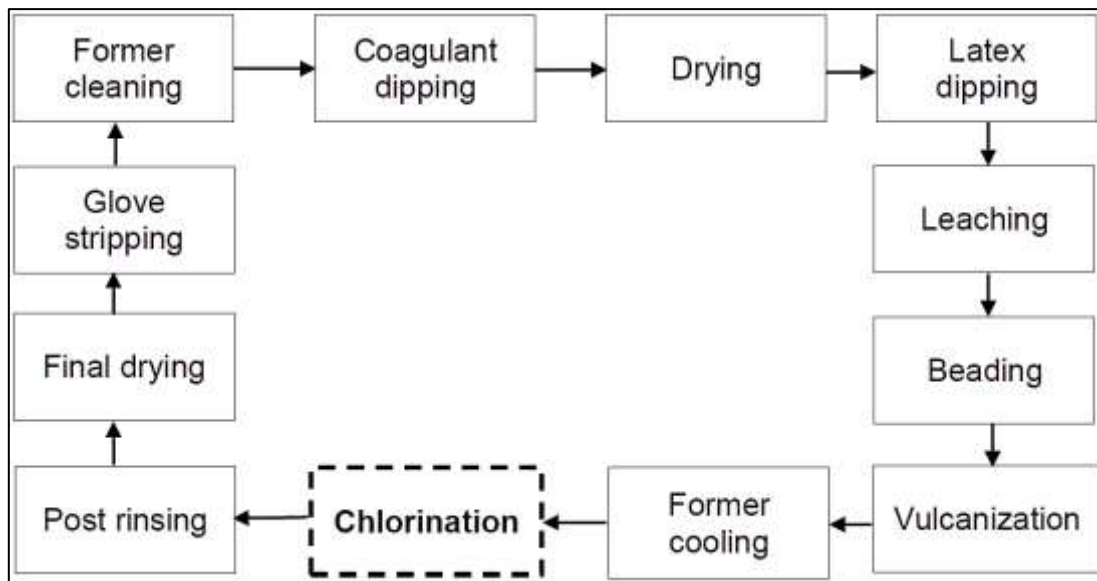 Former
cleaning
Coagulant
dipping
Drying
Latex
dipping
Leaching
Beading
Vulcanization
Former
cooling
Chlorination
Post rinsing
Final drying
Glove
stripping